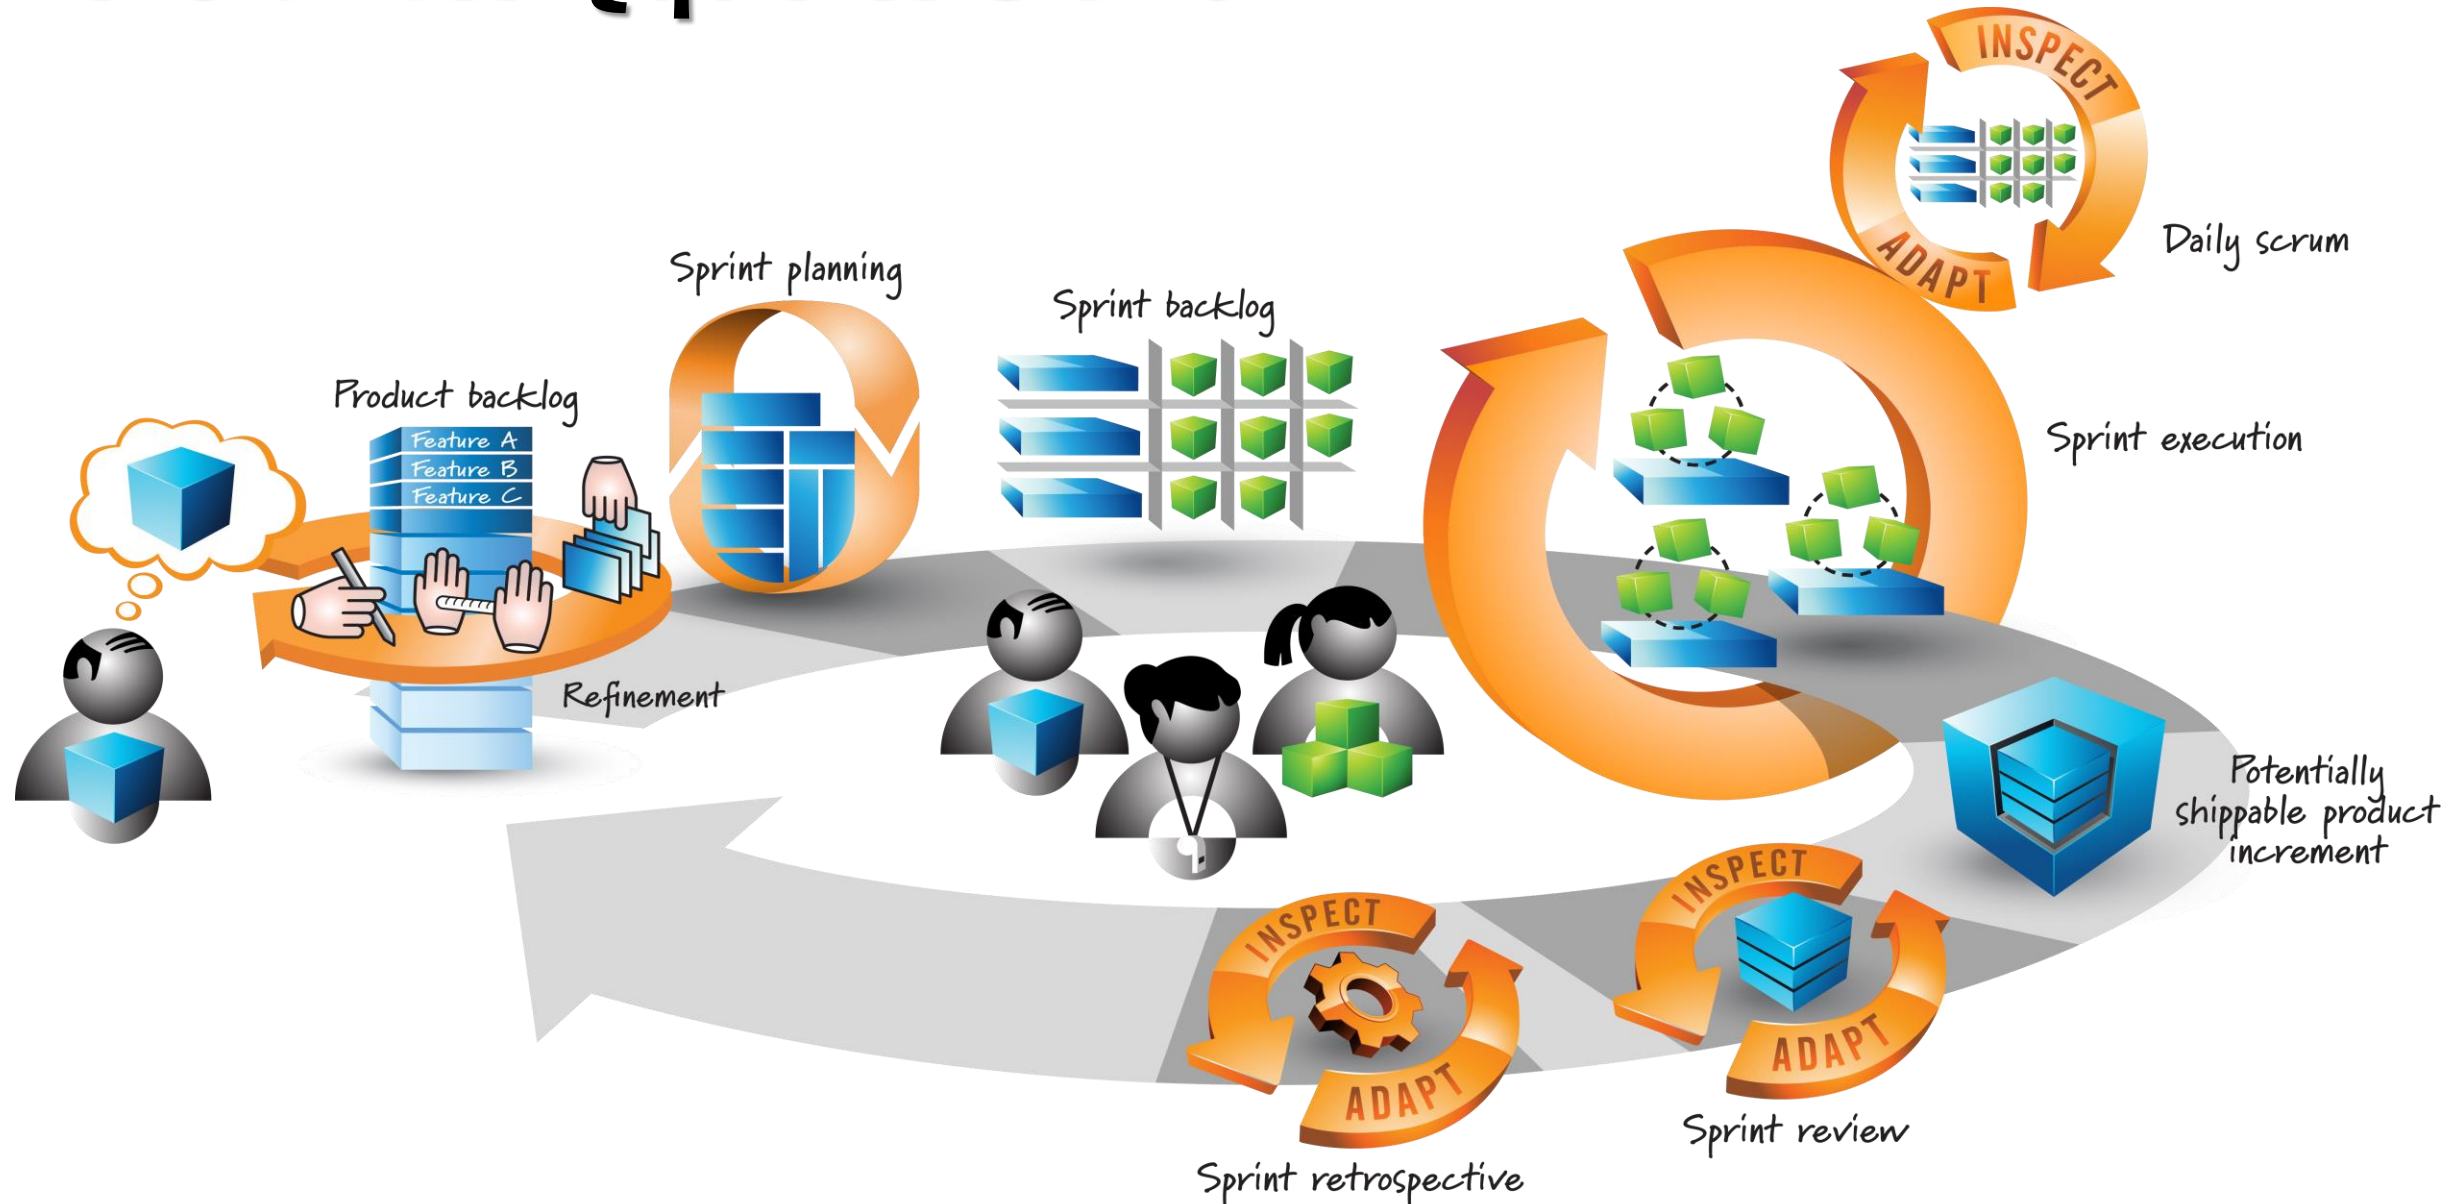 INSPECT
ADAPT
Daily scrum
Sprint planning
Sprint backlog
Product backlog
Feature A
Feature B
Feature C
Sprint execution
Refinement
Potentially
shippable product
increment
INSPECT
ADAPT
Sprint review
INSPECT
ADAPT
Sprint retrospective